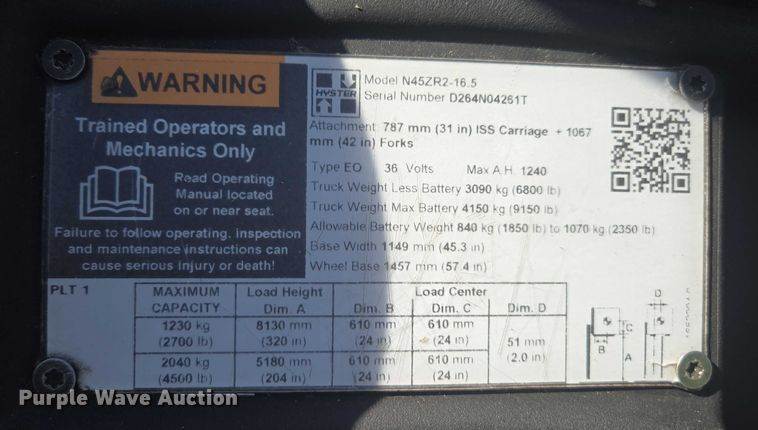 WARNING
Trained Operators and
Mechanics Only
Read Operating
Manual located
on or near seat.
Failure to follow operating, inspection
and maintenance instructions can
cause serious injury or death!
HYSTER
Model N45ZR2-16.5
Serial Number D264N04261T
Attachment 787 mm (31 in) ISS Carriage + 1067
mm (42 in) Forks
Type EO 36 Volts Max A.H. 1240
Truck Weight Less Battery 3090 kg (6800 lb)
Truck Weight Max Battery 4150 kg (9150 lb)
Allowable Battery Weight 840 kg (1850 lb) to 1070 kg (2350 lb)
Base Width 1149 mm (45.3 in)
Wheel Base 1457 mm (57.4 in)
PLT 1
MAXIMUM Load Height Load Center
CAPACITY Dim. A Dim. B Dim. C Dim. D
1230 kg 8130 mm 610 mm 610 mm
(2700 lb) (320 in) (24 in) (24 in) 51 mm
2040 kg 5180 mm 610 mm 610 mm (2.0 in)
(4500 lb) (204 in) (24 in) (24 in)
D
C
B
A
Purple Wave Auction